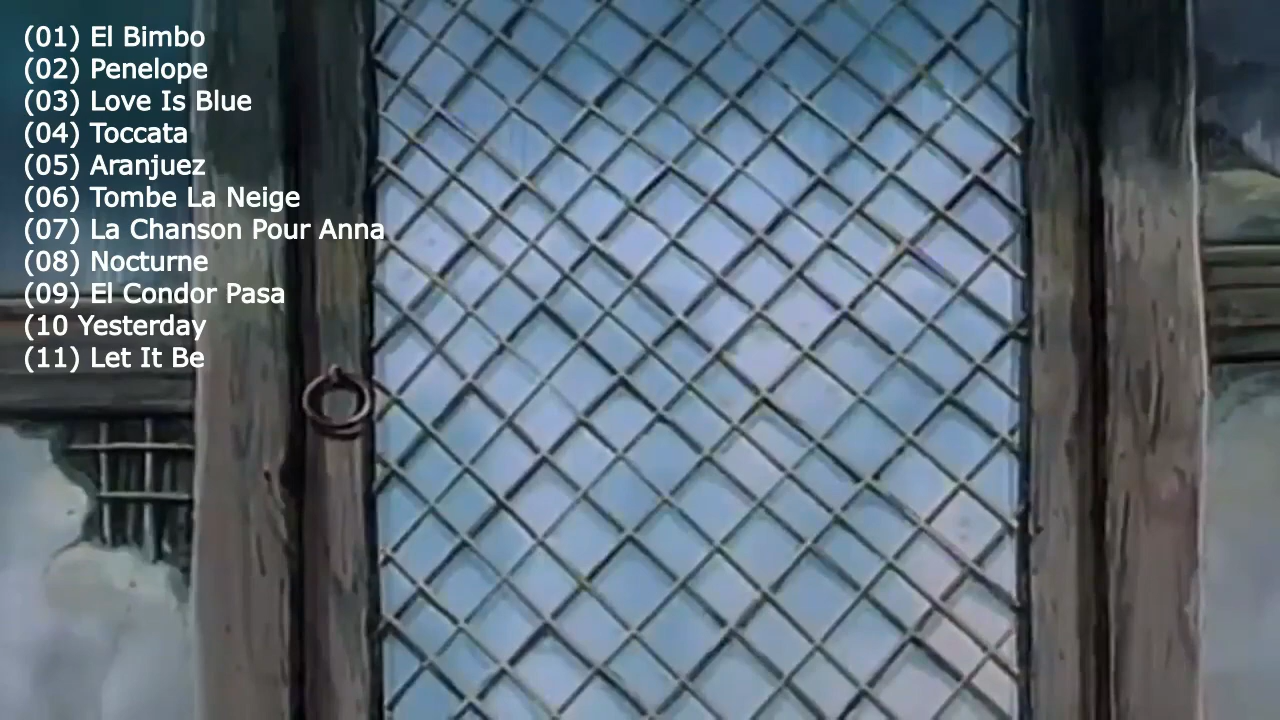 (01) El Bimbo
(02) Penelope
(03) Love Is Blue
(04) Toccata
(05) Aranjuez
(06) Tombe La Neige
(07) La Chanson Pour Anna
(08) Nocturne
(09) El Condor Pasa
(10 Yesterday
(11) Let It Be